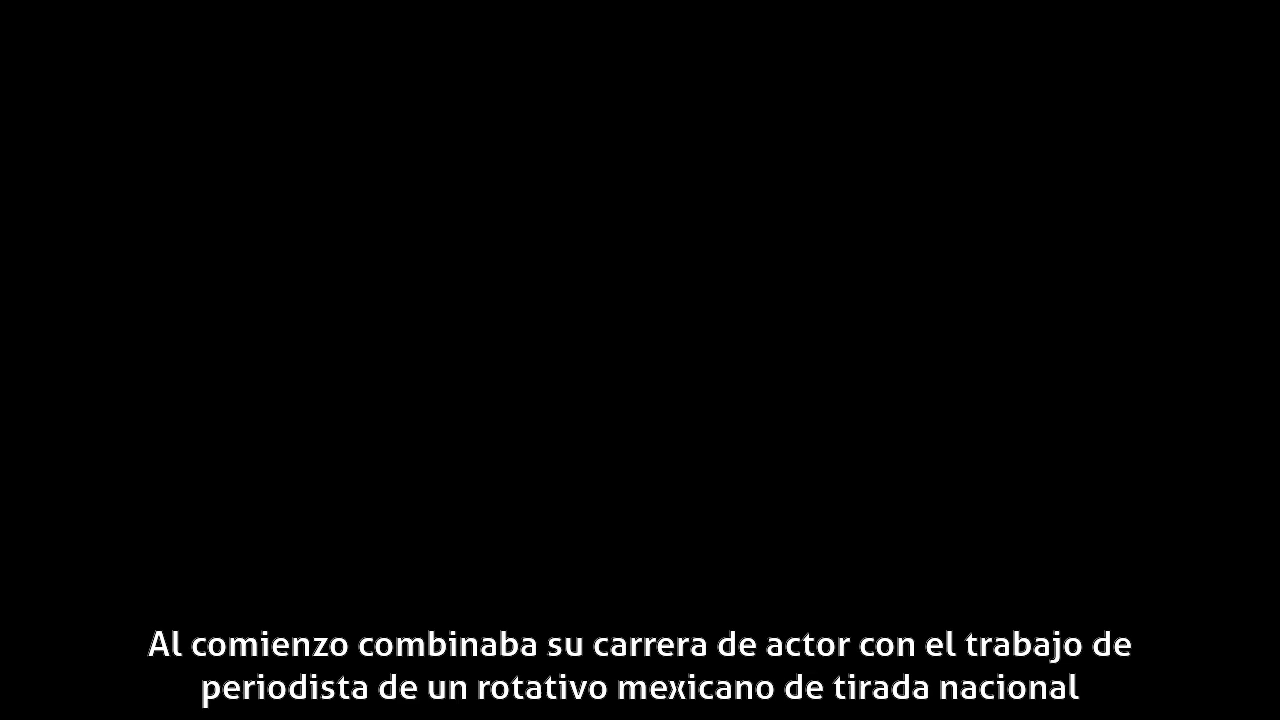 Al comienzo combinaba su carrera de actor con el trabajo de
periodista de un rotativo mexicano de tirada nacional